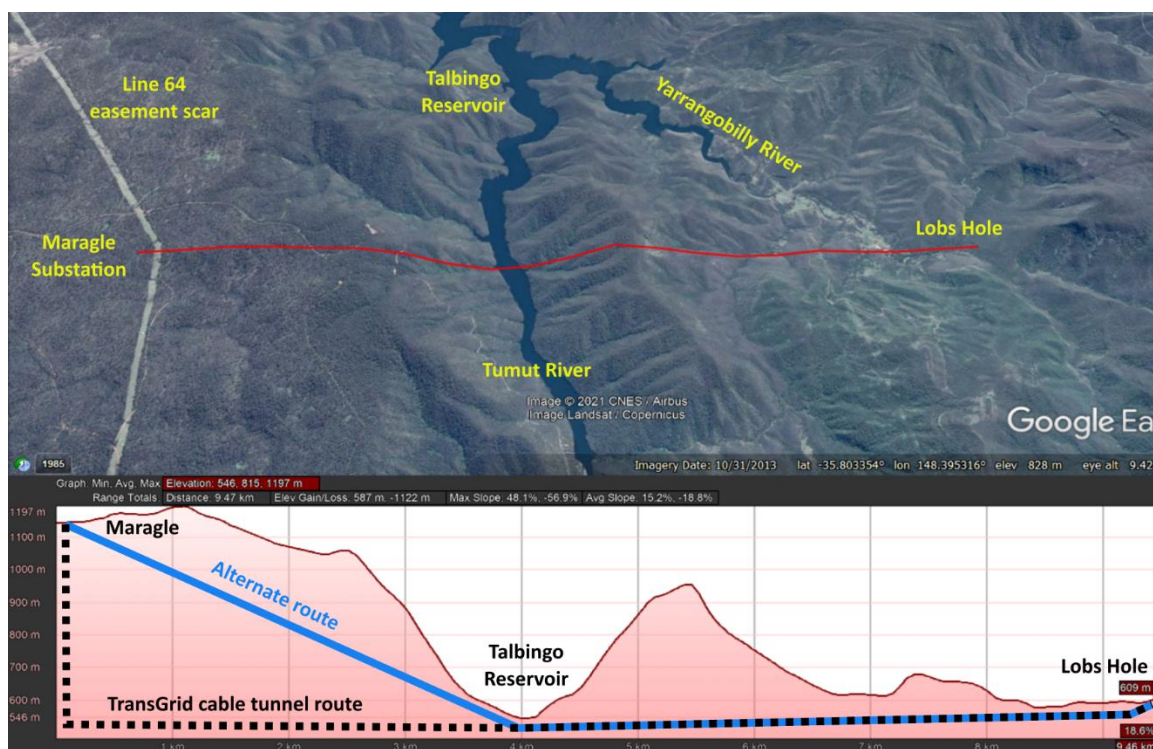 Line 64
easement scar
Talbingo
Reservoir
Yarrangobilly River
Maragle
Substation
Lobs Hole
Tumut River
Image © 2021 CNES / Airbus
Image Landsat / Copernicus
Google Ea
1985
Imagery Date: 10/31/2013 lat -35.803354° lon 148.395316° elev 828 m eye alt 9.42
Graph: Min, Avg, Max Elevation: 546, 815, 1197 m
Range Totals: Distance: 9.47 km Elev Gain/Loss: 587 m, -1122 m Max Slope: 48.1%, -56.9% Avg Slope: 15.2%, -18.8%
1197 m
1100 m
1000 m
900 m
800 m
700 m
600 m
546 m
Maragle
Alternate route
Talbingo
Reservoir
Lobs Hole
609 m
TransGrid cable tunnel route
18.6%
1 km 2 km 3 km 4 km 5 km 6 km 7 km 8 km 9.46 km